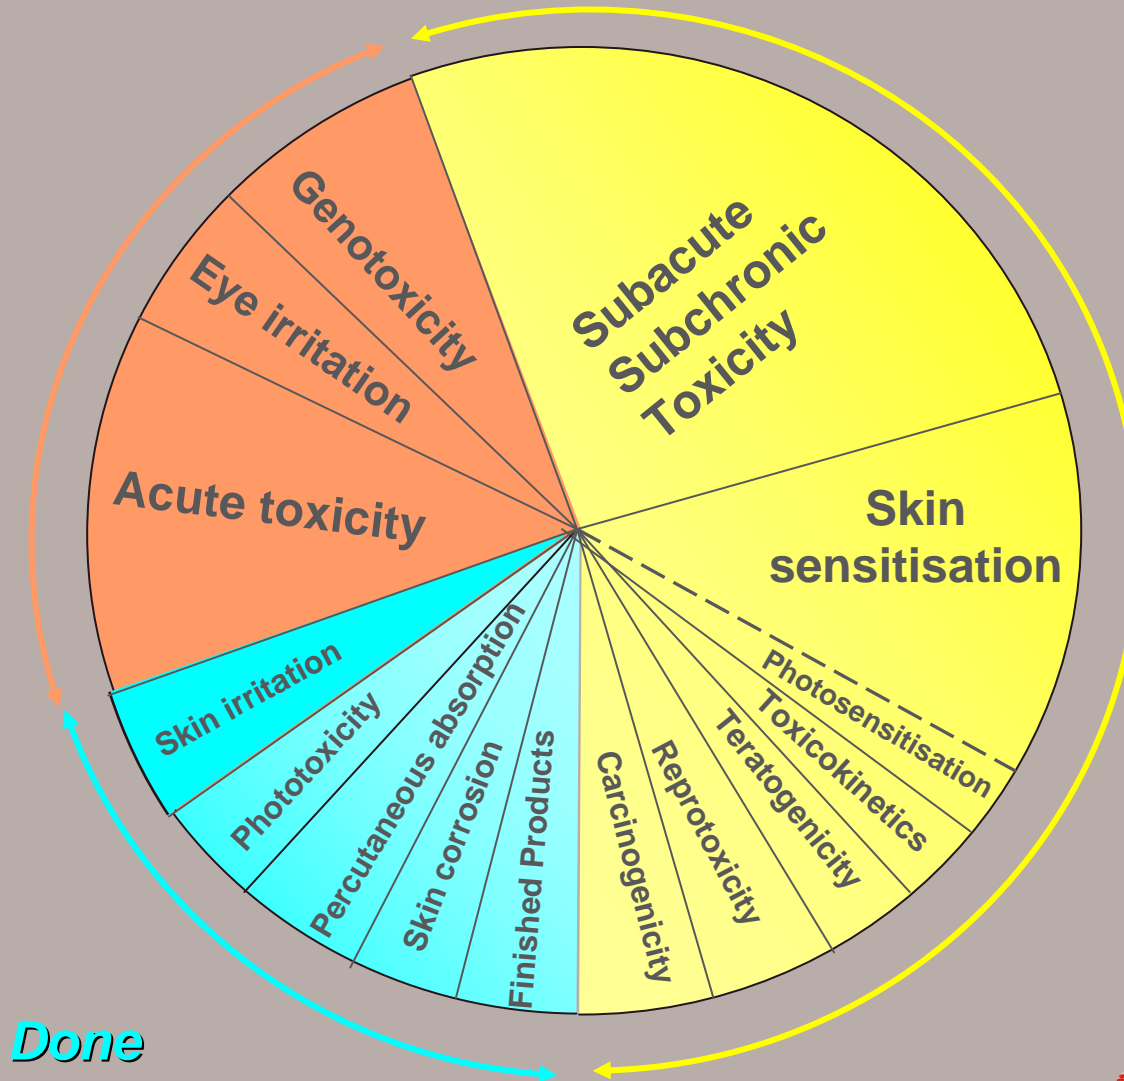 Genotoxicity
Eye irritation
Acute toxicity
Subacute
Subchronic
Toxicity
Skin
sensitisation
Photosensitisation
Toxicokinetics
Teratogenicity
Reprotoxicity
Carcinogenicity
Finished Products
Skin corrosion
Percutaneous absorption
Phototoxicity
Skin irritation
Done